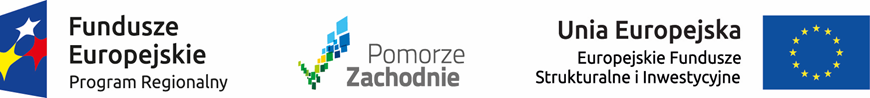 Fundusze
Europejskie
Program Regionalny
Pomorze
Zachodnie
Unia Europejska
Europejskie Fundusze
Strukturalne i Inwestycyjne